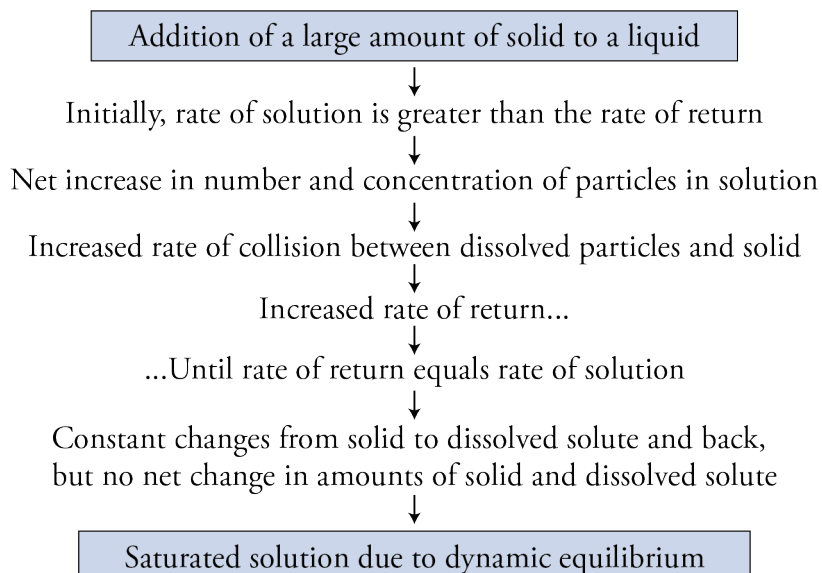 Addition of a large amount of solid to a liquid
Initially, rate of solution is greater than the rate of return
Net increase in number and concentration of particles in solution
Increased rate of collision between dissolved particles and solid
Increased rate of return...
...Until rate of return equals rate of solution
Constant changes from solid to dissolved solute and back,
but no net change in amounts of solid and dissolved solute
Saturated solution due to dynamic equilibrium